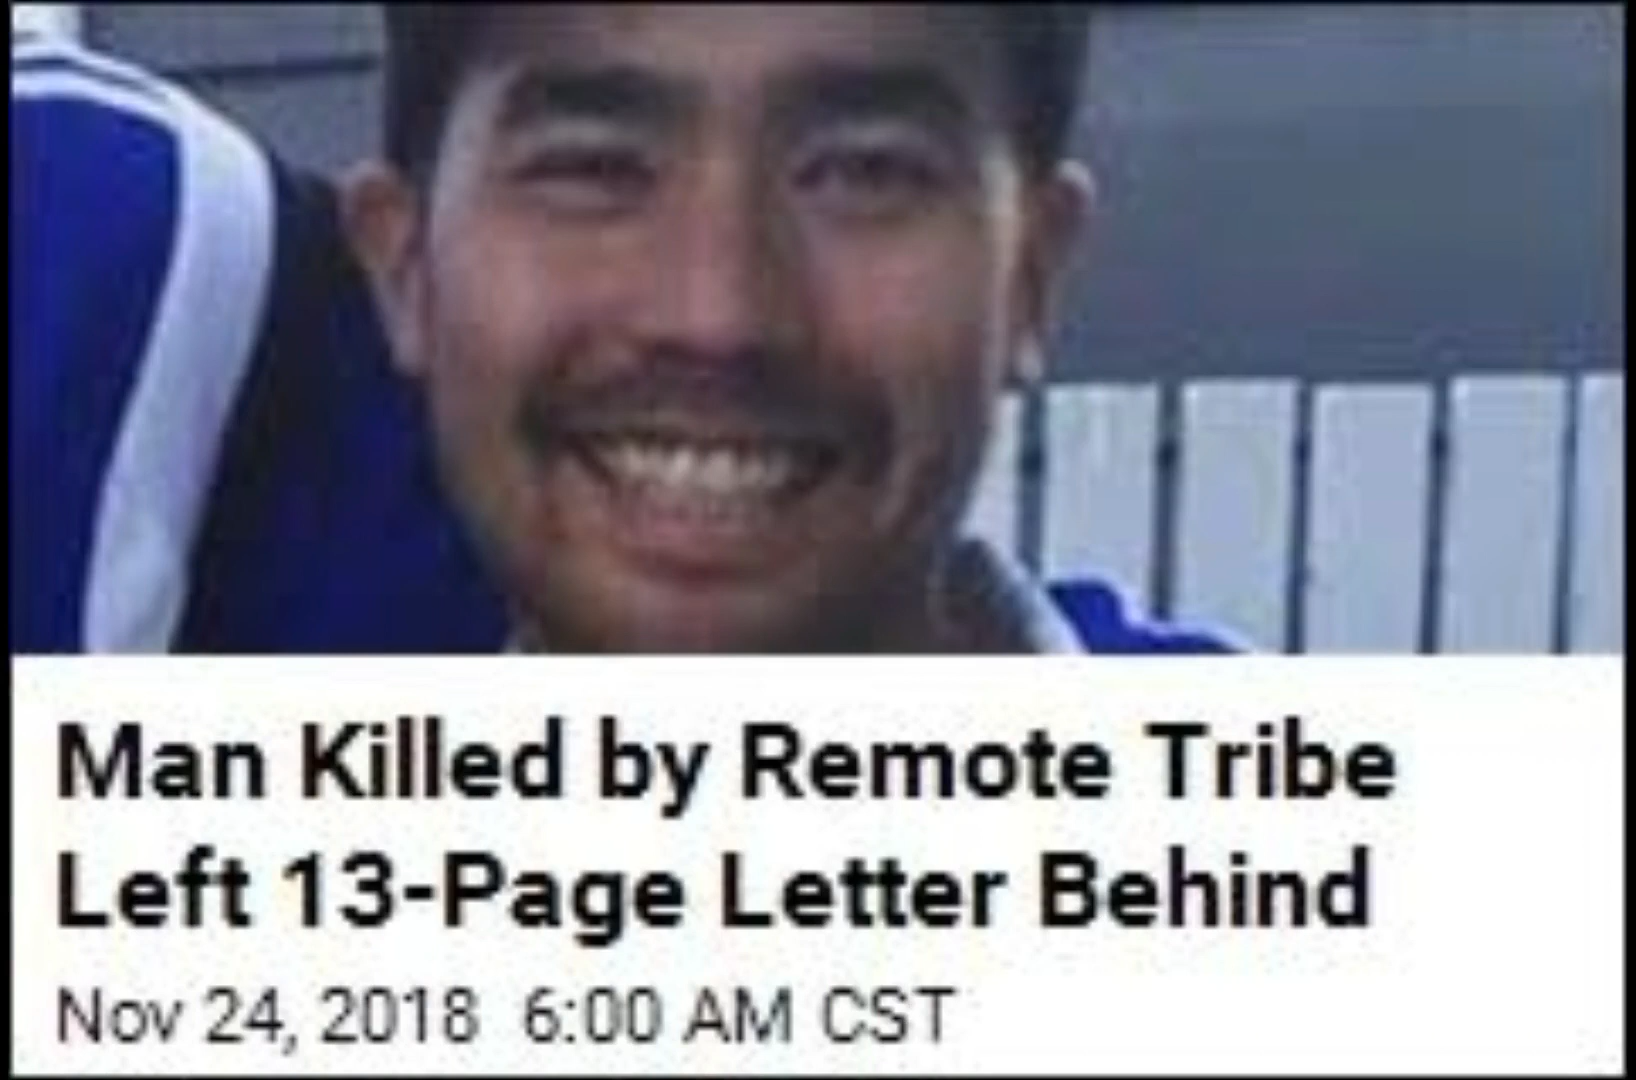 Man Killed by Remote Tribe
Left 13-Page Letter Behind
Nov 24, 2018 6:00 AM CST